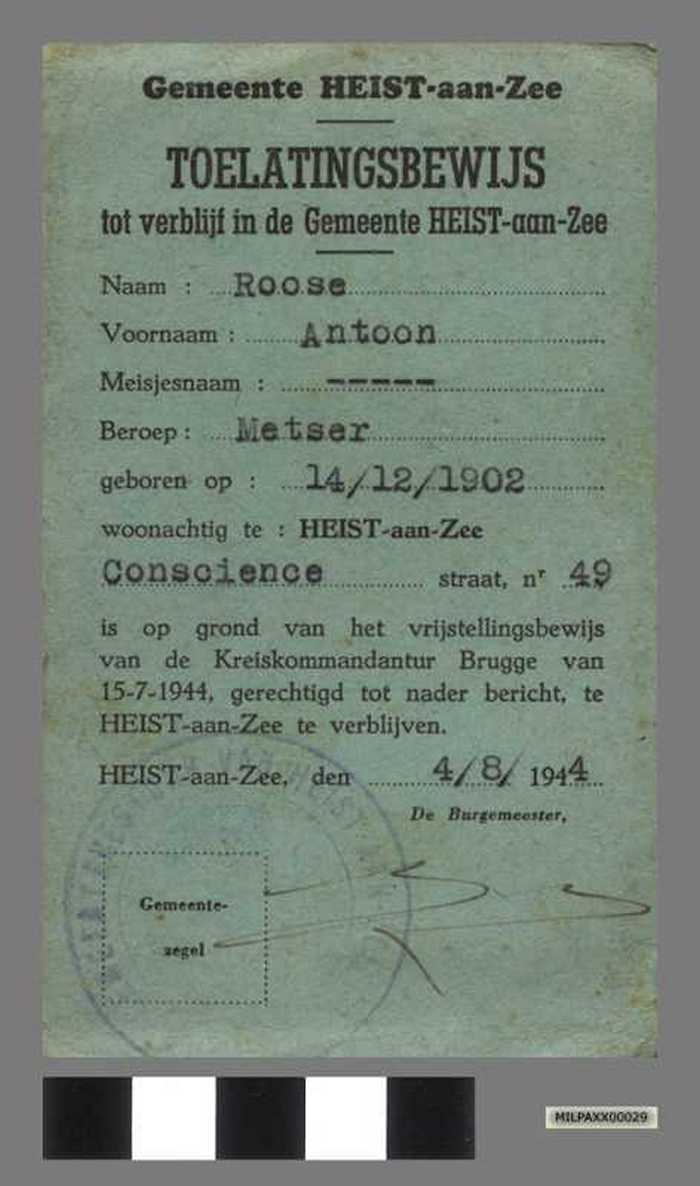 Gemeente HEIST-aan-Zee
TOELATINGSBEWIJS
tot verblijf in de Gemeente HEIST-aan-Zee
Naam : Roose
Voornaam : Antoon
Meisjesnaam : -----
Beroep : Metser
geboren op : 14/12/1902
woonachtig te : HEIST-aan-Zee
Conscience straat, nr 49
is op grond van het vrijstellingsbewijs
van de Kreiskommandantur Brugge van
15-7-1944, gerechtigd tot nader bericht, te
HEIST-aan-Zee te verblijven.
HEIST-aan-Zee, den 4/8/ 1944
De Burgemeester,
Gemeente-
zegel
VAN HEIST
MILPAXX00029